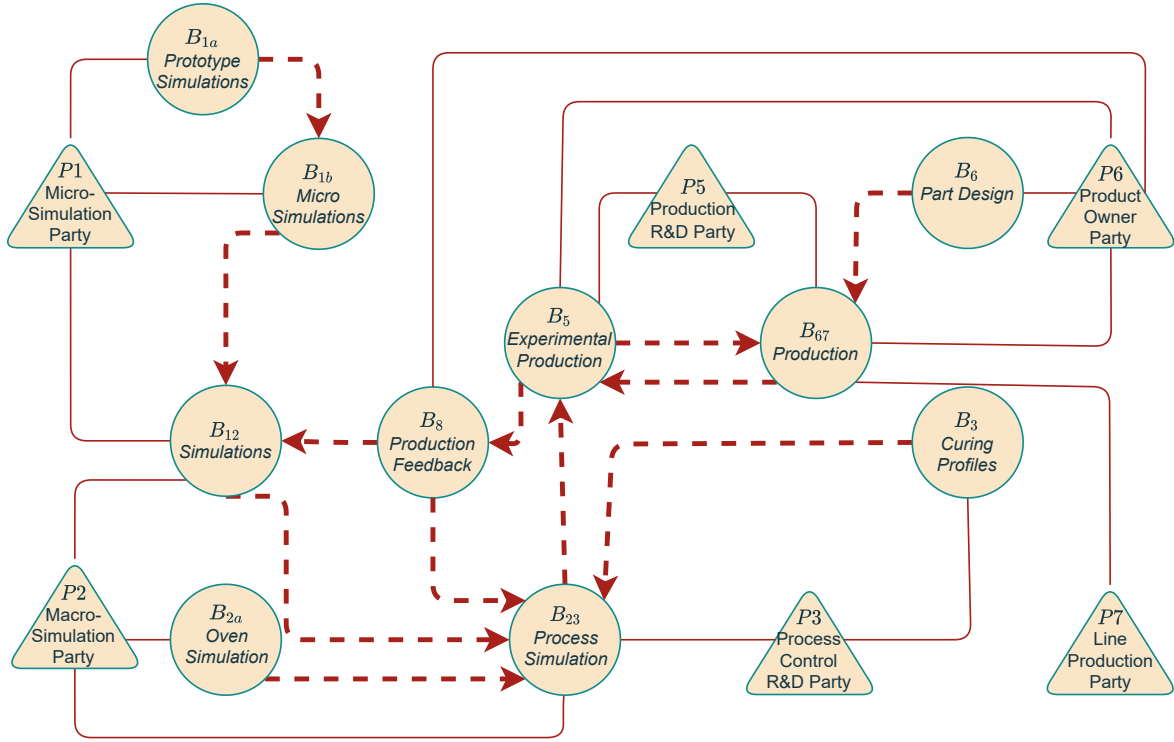 B1a
Prototype
Simulations
P1
Micro-
Simulation
Party
B1b
Micro
Simulations
P5
Production
R&D Party
B6
Part Design
P6
Product
Owner
Party
B5
Experimental
Production
B67
Production
B12
Simulations
B8
Production
Feedback
B3
Curing
Profiles
P2
Macro-
Simulation
Party
B2a
Oven
Simulation
B23
Process
Simulation
P3
Process
Control
R&D Party
P7
Line
Production
Party